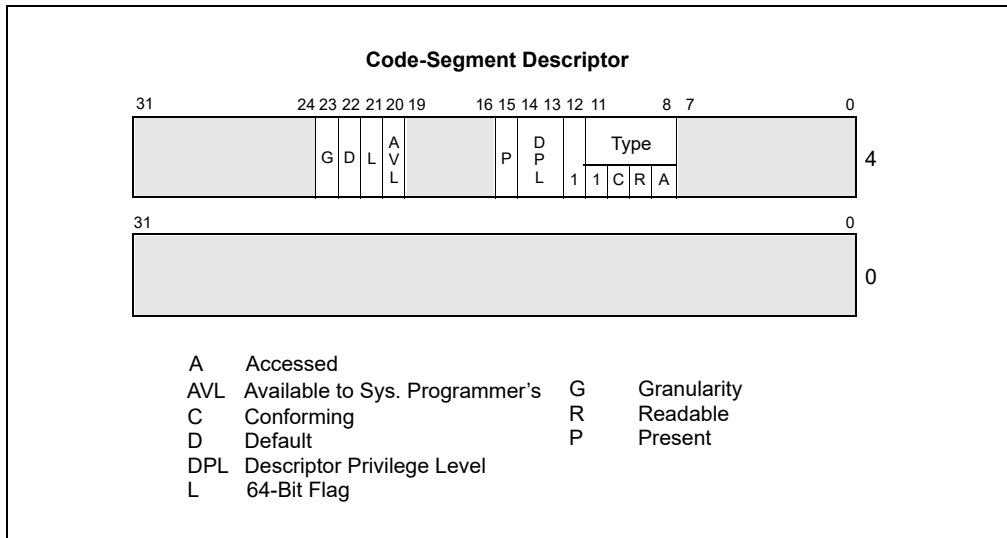 Code-Segment Descriptor
31 24 23 22 21 20 19 16 15 14 13 12 11 8 7 0
G D L A V L P D P L 1 Type 4
1 C R A
31 0
0
A Accessed
AVL Available to Sys. Programmer's G Granularity
C Conforming R Readable
D Default P Present
DPL Descriptor Privilege Level
L 64-Bit Flag